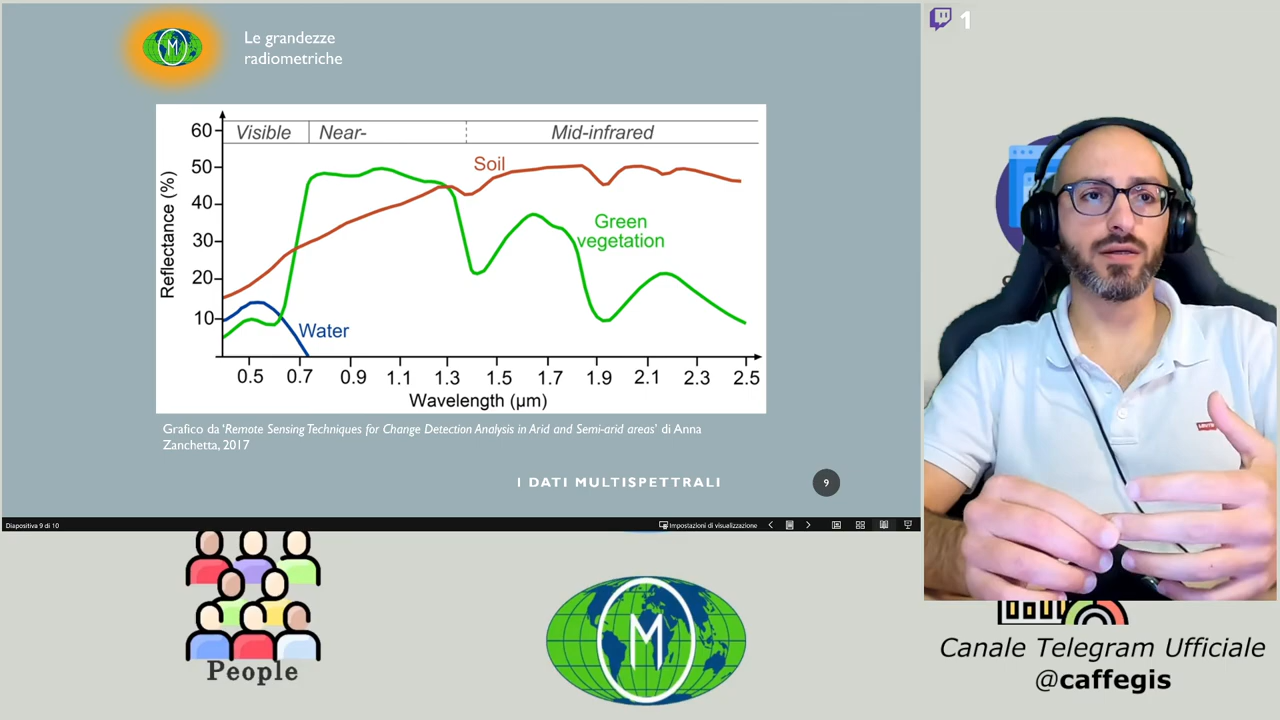 Le grandezze
radiometriche
1
Visible Near- Mid-infrared
60
50
40
30
20
10
Reflectance (%)
Soil
Green
vegetation
Water
0.5 0.7 0.9 1.1 1.3 1.5 1.7 1.9 2.1 2.3 2.5
Wavelength (µm)
Grafico da 'Remote Sensing Techniques for Change Detection Analysis in Arid and Semi-arid areas' di Anna
Zanchetta, 2017
I DATI MULTISPETTRALI
9
Diapositiva 9 di 10
Impostazioni di visualizzazione
M
People
M
Canale Telegram Ufficiale
@caffegis